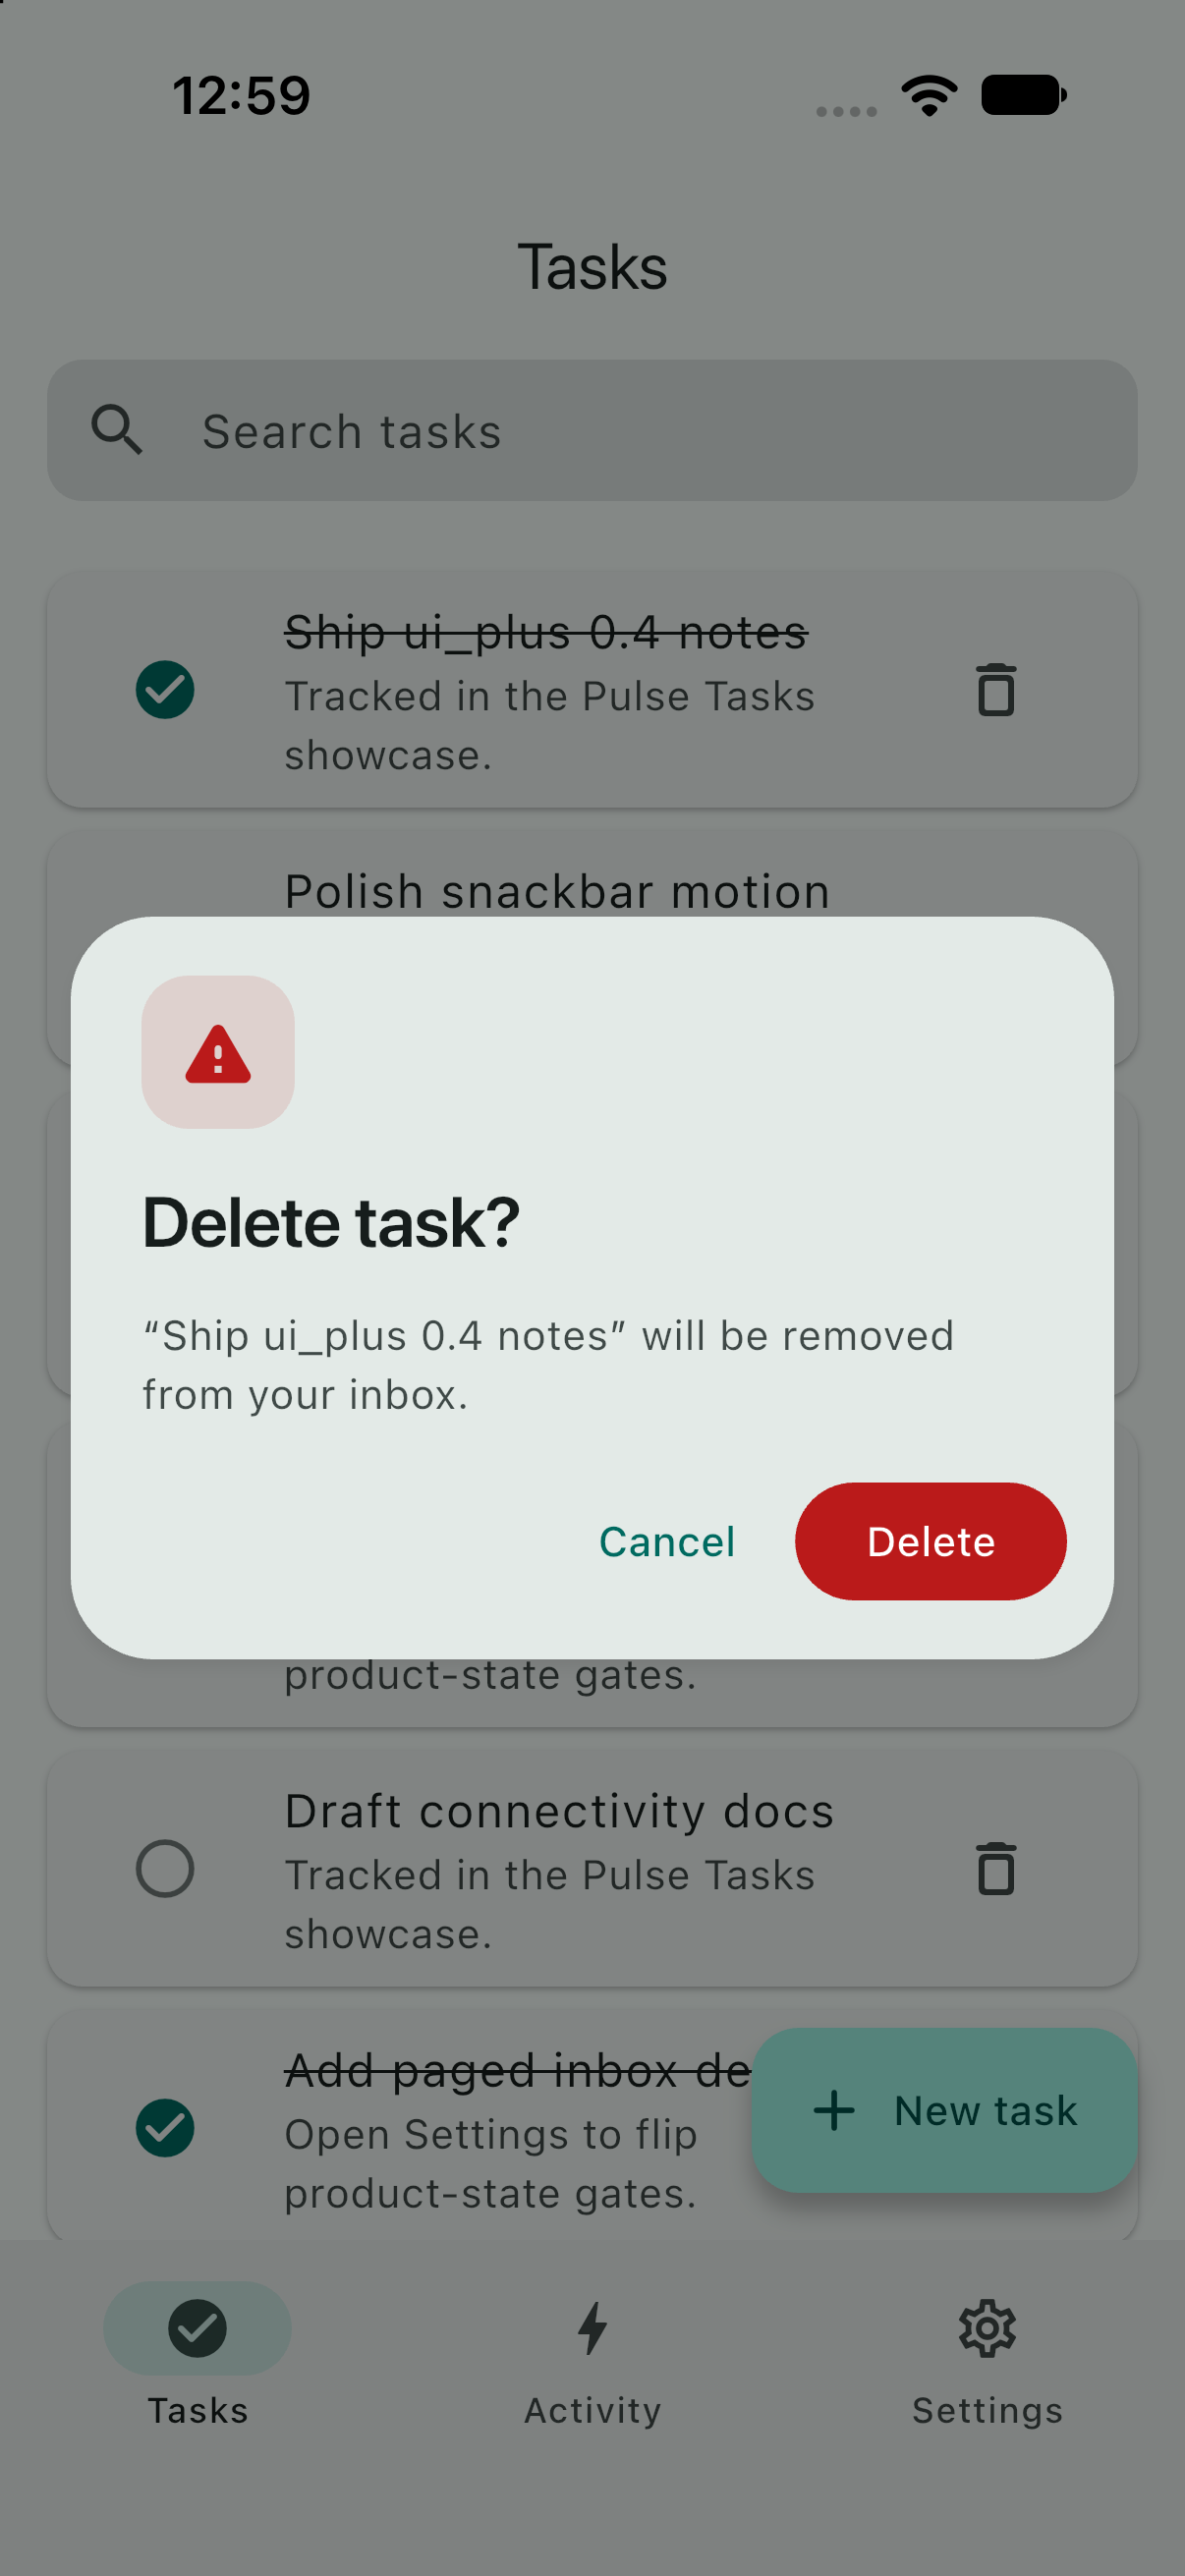 12:59
Tasks
Search tasks
Ship ui_plus 0.4 notes
Tracked in the Pulse Tasks
showcase.
Polish snackbar motion
Delete task?
“Ship ui_plus 0.4 notes” will be removed
from your inbox.
Cancel
Delete
product-state gates.
Draft connectivity docs
Tracked in the Pulse Tasks
showcase.
Add paged inbox de
New task
Open Settings to flip
product-state gates.
Tasks
Activity
Settings